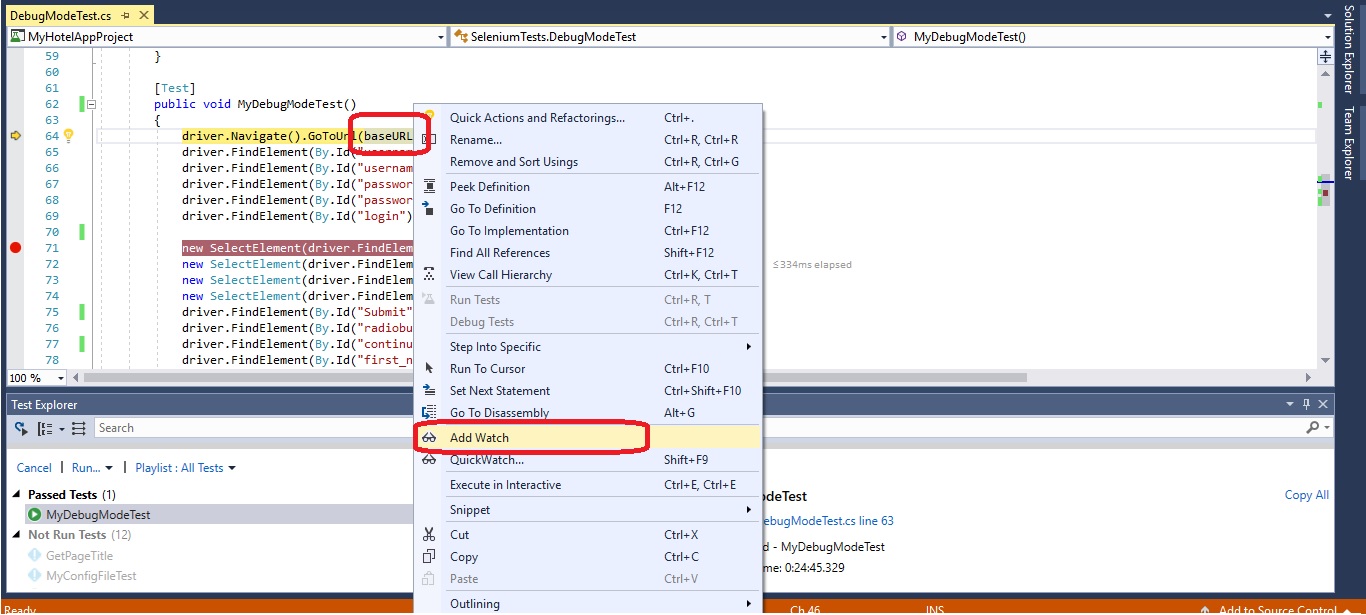 DebugModeTest.cs
MyHotelAppProject SeleniumTests.DebugModeTest MyDebugModeTest()
Solution Explorer
Team Explorer
59 }
60
61 [Test]
62 public void MyDebugModeTest()
63 {
64 driver.Navigate().GoToUrl(baseURL
65 driver.FindElement(By.Id("
66 driver.FindElement(By.Id("usernam
67 driver.FindElement(By.Id("passwor
68 driver.FindElement(By.Id("passwor
69 driver.FindElement(By.Id("login")
70
71 new SelectElement(driver.FindElem
72 new SelectElement(driver.FindElem
73 new SelectElement(driver.FindElem
74 new SelectElement(driver.FindElem
75 driver.FindElement(By.Id("Submit"
76 driver.FindElement(By.Id("radiobu
77 driver.FindElement(By.Id("continu
78 driver.FindElement(By.Id("first_n
≤334ms elapsed
100 %
Quick Actions and Refactorings... Ctrl+.
Rename... Ctrl+R, Ctrl+R
Remove and Sort Usings Ctrl+R, Ctrl+G
Peek Definition Alt+F12
Go To Definition F12
Go To Implementation Ctrl+F12
Find All References Shift+F12
View Call Hierarchy Ctrl+K, Ctrl+T
Run Tests Ctrl+R, T
Debug Tests Ctrl+R, Ctrl+T
Step Into Specific
Run To Cursor Ctrl+F10
Set Next Statement Ctrl+Shift+F10
Go To Disassembly Alt+G
Add Watch
QuickWatch... Shift+F9
Execute in Interactive Ctrl+E, Ctrl+E
Snippet
Cut Ctrl+X
Copy Ctrl+C
Paste Ctrl+V
Outlining
Test Explorer
Search
Cancel | Run... | Playlist : All Tests
Passed Tests (1)
MyDebugModeTest
Not Run Tests (12)
GetPageTitle
MyConfigFileTest
odeTest Copy All
ebugModeTest.cs line 63
d - MyDebugModeTest
me: 0:24:45.329
Ready Ch 46 INS Add to Source Control